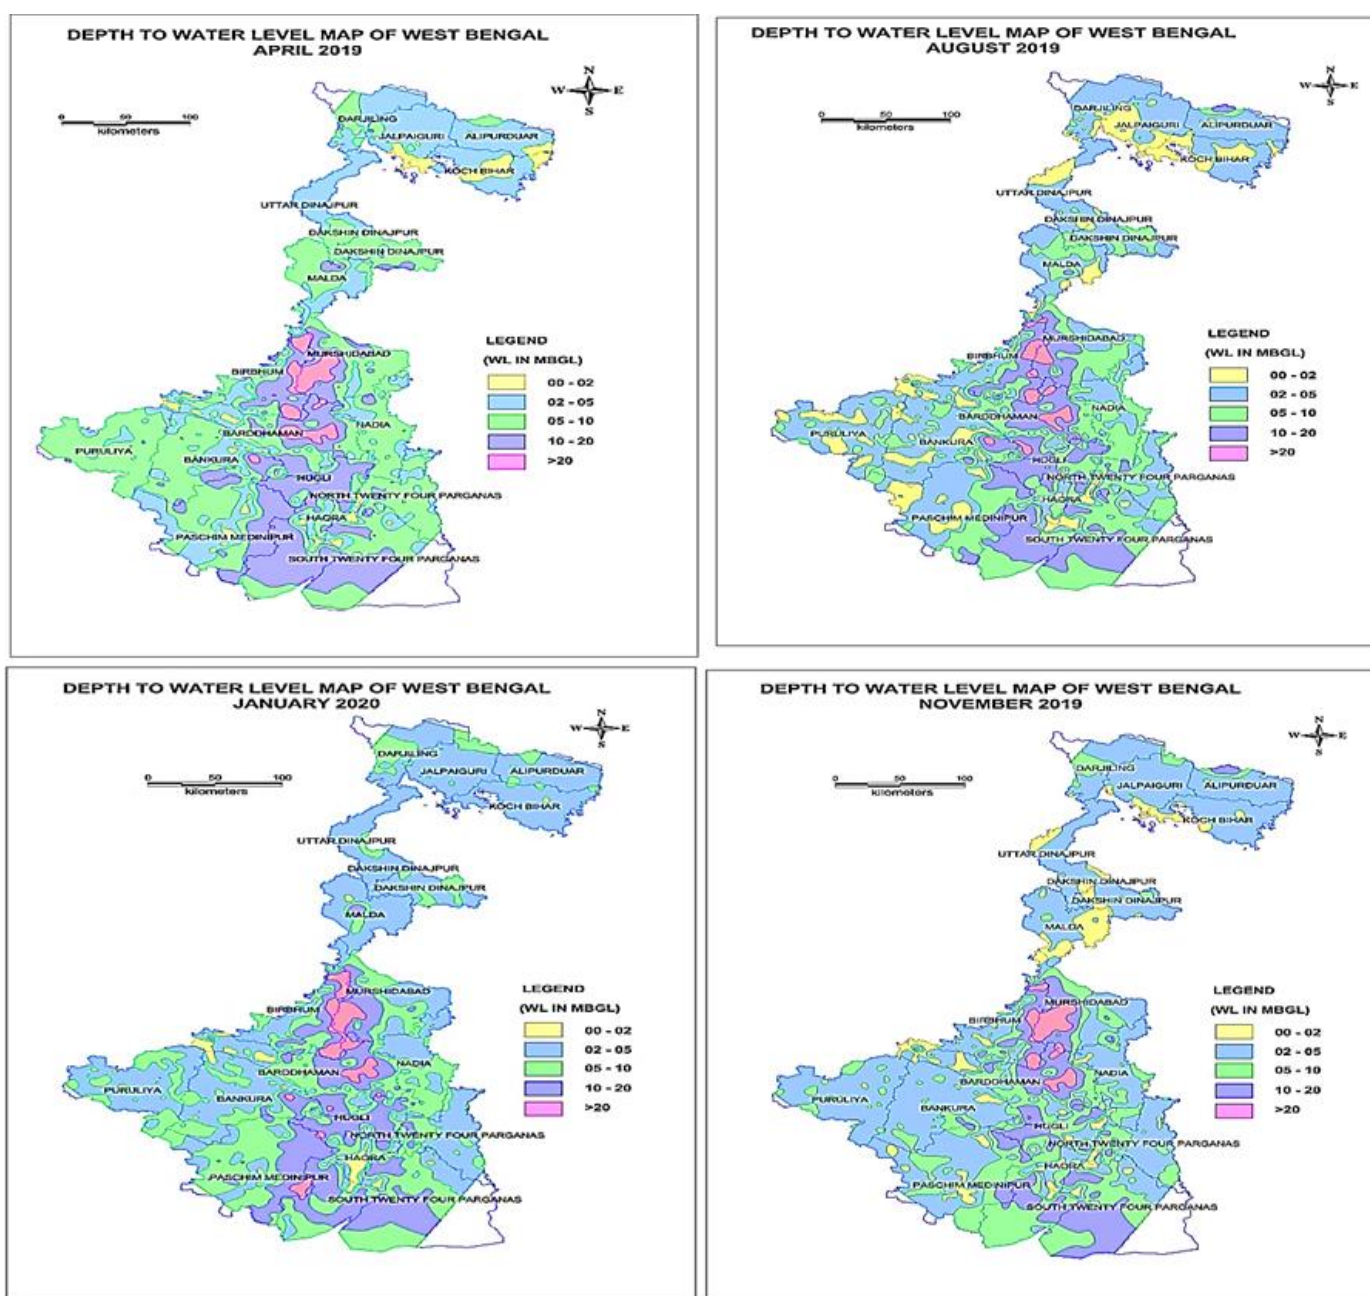 DEPTH TO WATER LEVEL MAP OF WEST BENGAL
APRIL 2019
N
W E
S
0 50 100
kilometers
DARJILING
JALPAIGURI
ALIPURDUAR
KOCH BIHAR
UTTAR DINAJPUR
DAKSHIN DINAJPUR
DAKSHIN DINAJPUR
MALDA
MURSHIDABAD
BIRBHUM
NADIA
BARDDHAMAN
PURULIYA
BANKURA
HUGLI
NORTH TWENTY FOUR PARGANAS
HAORA
PASCHIM MEDINIPUR
SOUTH TWENTY FOUR PARGANAS
LEGEND
(WL IN MBGL)
00 - 02
02 - 05
05 - 10
10 - 20
>20
DEPTH TO WATER LEVEL MAP OF WEST BENGAL
AUGUST 2019
N
W E
S
0 50 100
kilometers
DARJILING
JALPAIGURI
ALIPURDUAR
KOCH BIHAR
UTTAR DINAJPUR
DAKSHIN DINAJPUR
DAKSHIN DINAJPUR
MALDA
MURSHIDABAD
BIRBHUM
NADIA
BARDDHAMAN
PURULIYA
BANKURA
HUGLI
NORTH TWENTY FOUR PARGANAS
HAORA
PASCHIM MEDINIPUR
SOUTH TWENTY FOUR PARGANAS
LEGEND
(WL IN MBGL)
00 - 02
02 - 05
05 - 10
10 - 20
>20
DEPTH TO WATER LEVEL MAP OF WEST BENGAL
JANUARY 2020
N
W E
S
0 50 100
kilometers
DARJILING
JALPAIGURI
ALIPURDUAR
KOCH BIHAR
UTTAR DINAJPUR
DAKSHIN DINAJPUR
DAKSHIN DINAJPUR
MALDA
MURSHIDABAD
BIRBHUM
NADIA
BARDDHAMAN
PURULIYA
BANKURA
HUGLI
NORTH TWENTY FOUR PARGANAS
HAORA
PASCHIM MEDINIPUR
SOUTH TWENTY FOUR PARGANAS
LEGEND
(WL IN MBGL)
00 - 02
02 - 05
05 - 10
10 - 20
>20
DEPTH TO WATER LEVEL MAP OF WEST BENGAL
NOVEMBER 2019
N
W E
S
0 50 100
kilometers
DARJILING
JALPAIGURI
ALIPURDUAR
KOCH BIHAR
UTTAR DINAJPUR
DAKSHIN DINAJPUR
DAKSHIN DINAJPUR
MALDA
MURSHIDABAD
BIRBHUM
NADIA
BARDDHAMAN
PURULIYA
BANKURA
HUGLI
NORTH TWENTY FOUR PARGANAS
HAORA
PASCHIM MEDINIPUR
SOUTH TWENTY FOUR PARGANAS
LEGEND
(WL IN MBGL)
00 - 02
02 - 05
05 - 10
10 - 20
>20